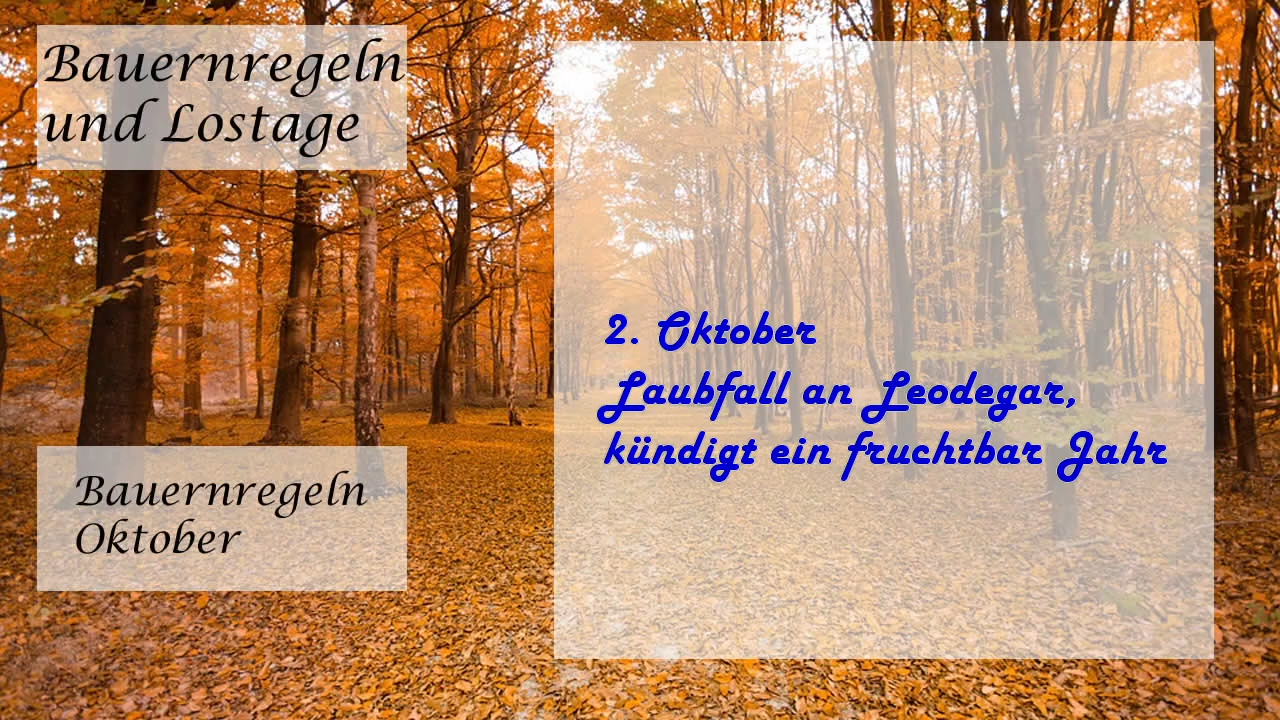 Bauernregeln
und Lostage
2. Oktober
Laubfall an Leodegar,
kündigt ein fruchtbar Jahr
Bauernregeln
Oktober